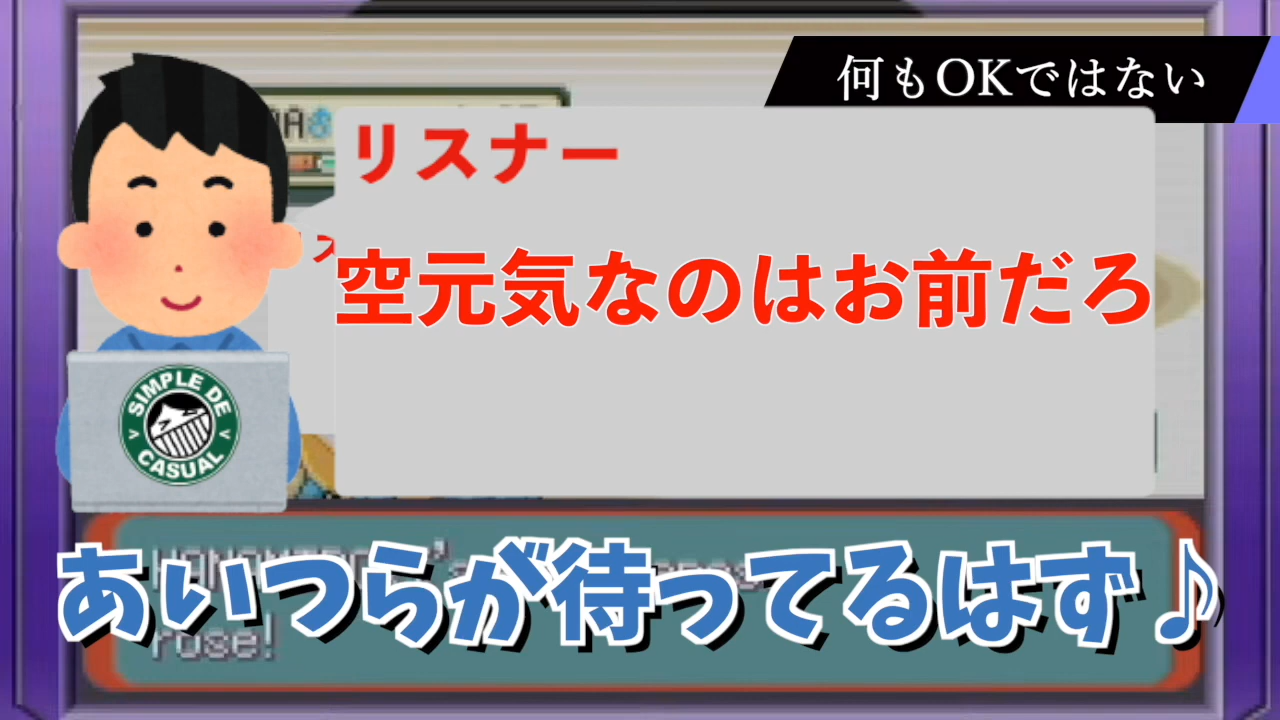 何もOKではない
リスナー
空元気なのはお前だろ
SIMPLE DE
CASUAL
あいつらが待ってるはず♪
rose!